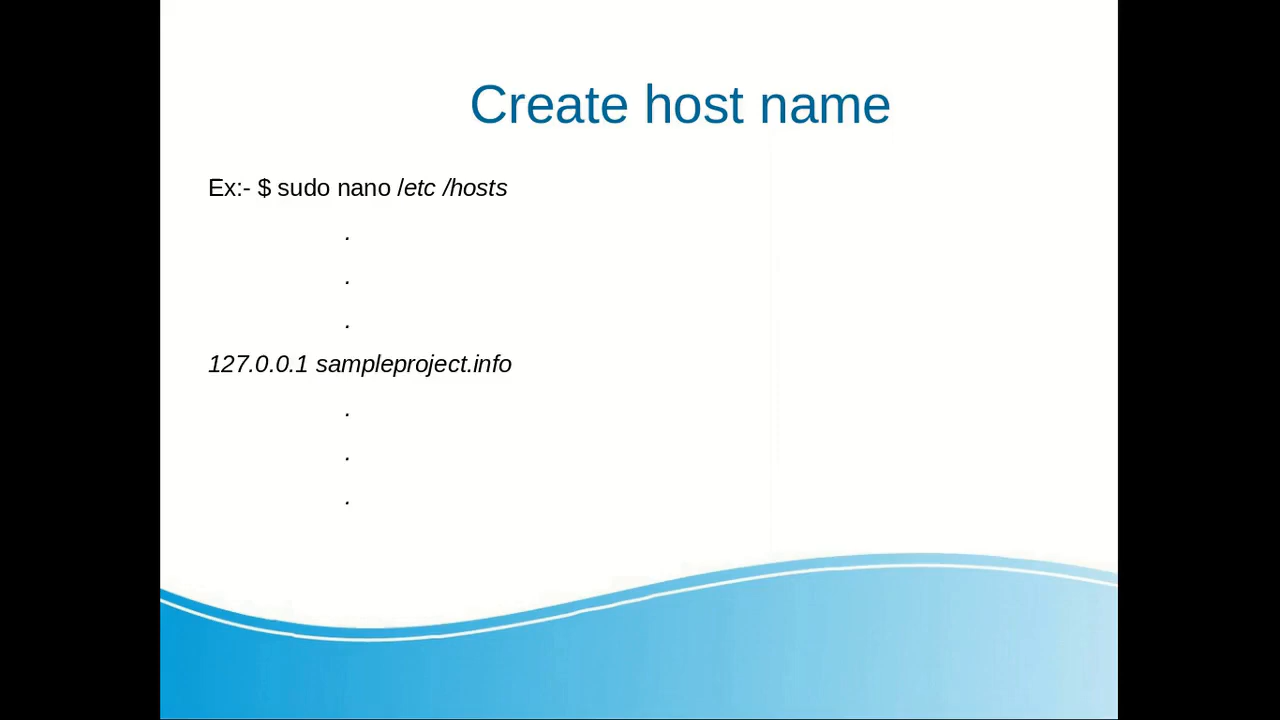 Create host name
Ex:- $ sudo nano /etc /hosts
.
.
.
127.0.0.1 sampleproject.info
.
.
.